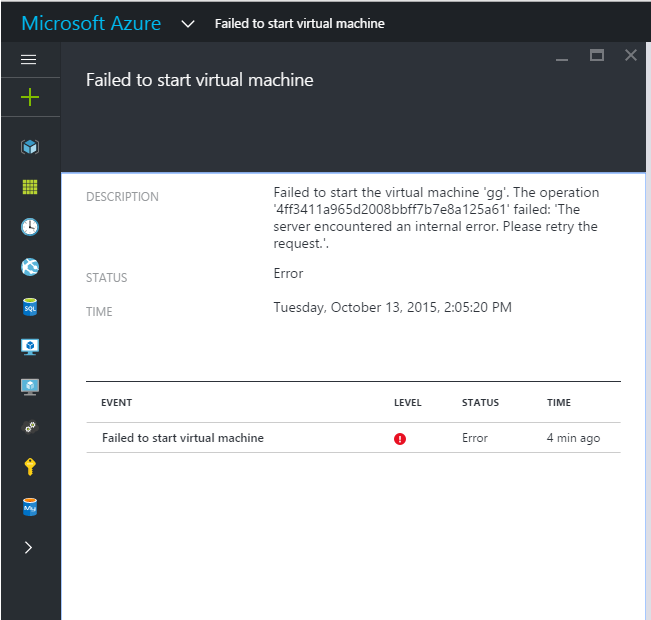 Microsoft Azure Failed to start virtual machine
Failed to start virtual machine
DESCRIPTION
Failed to start the virtual machine 'gg'. The operation
'4ff3411a965d2008bbff7b7e8a125a61' failed: 'The
server encountered an internal error. Please retry the
request.'.
STATUS
Error
TIME
Tuesday, October 13, 2015, 2:05:20 PM
EVENT LEVEL STATUS TIME
Failed to start virtual machine Error 4 min ago
SQL
My